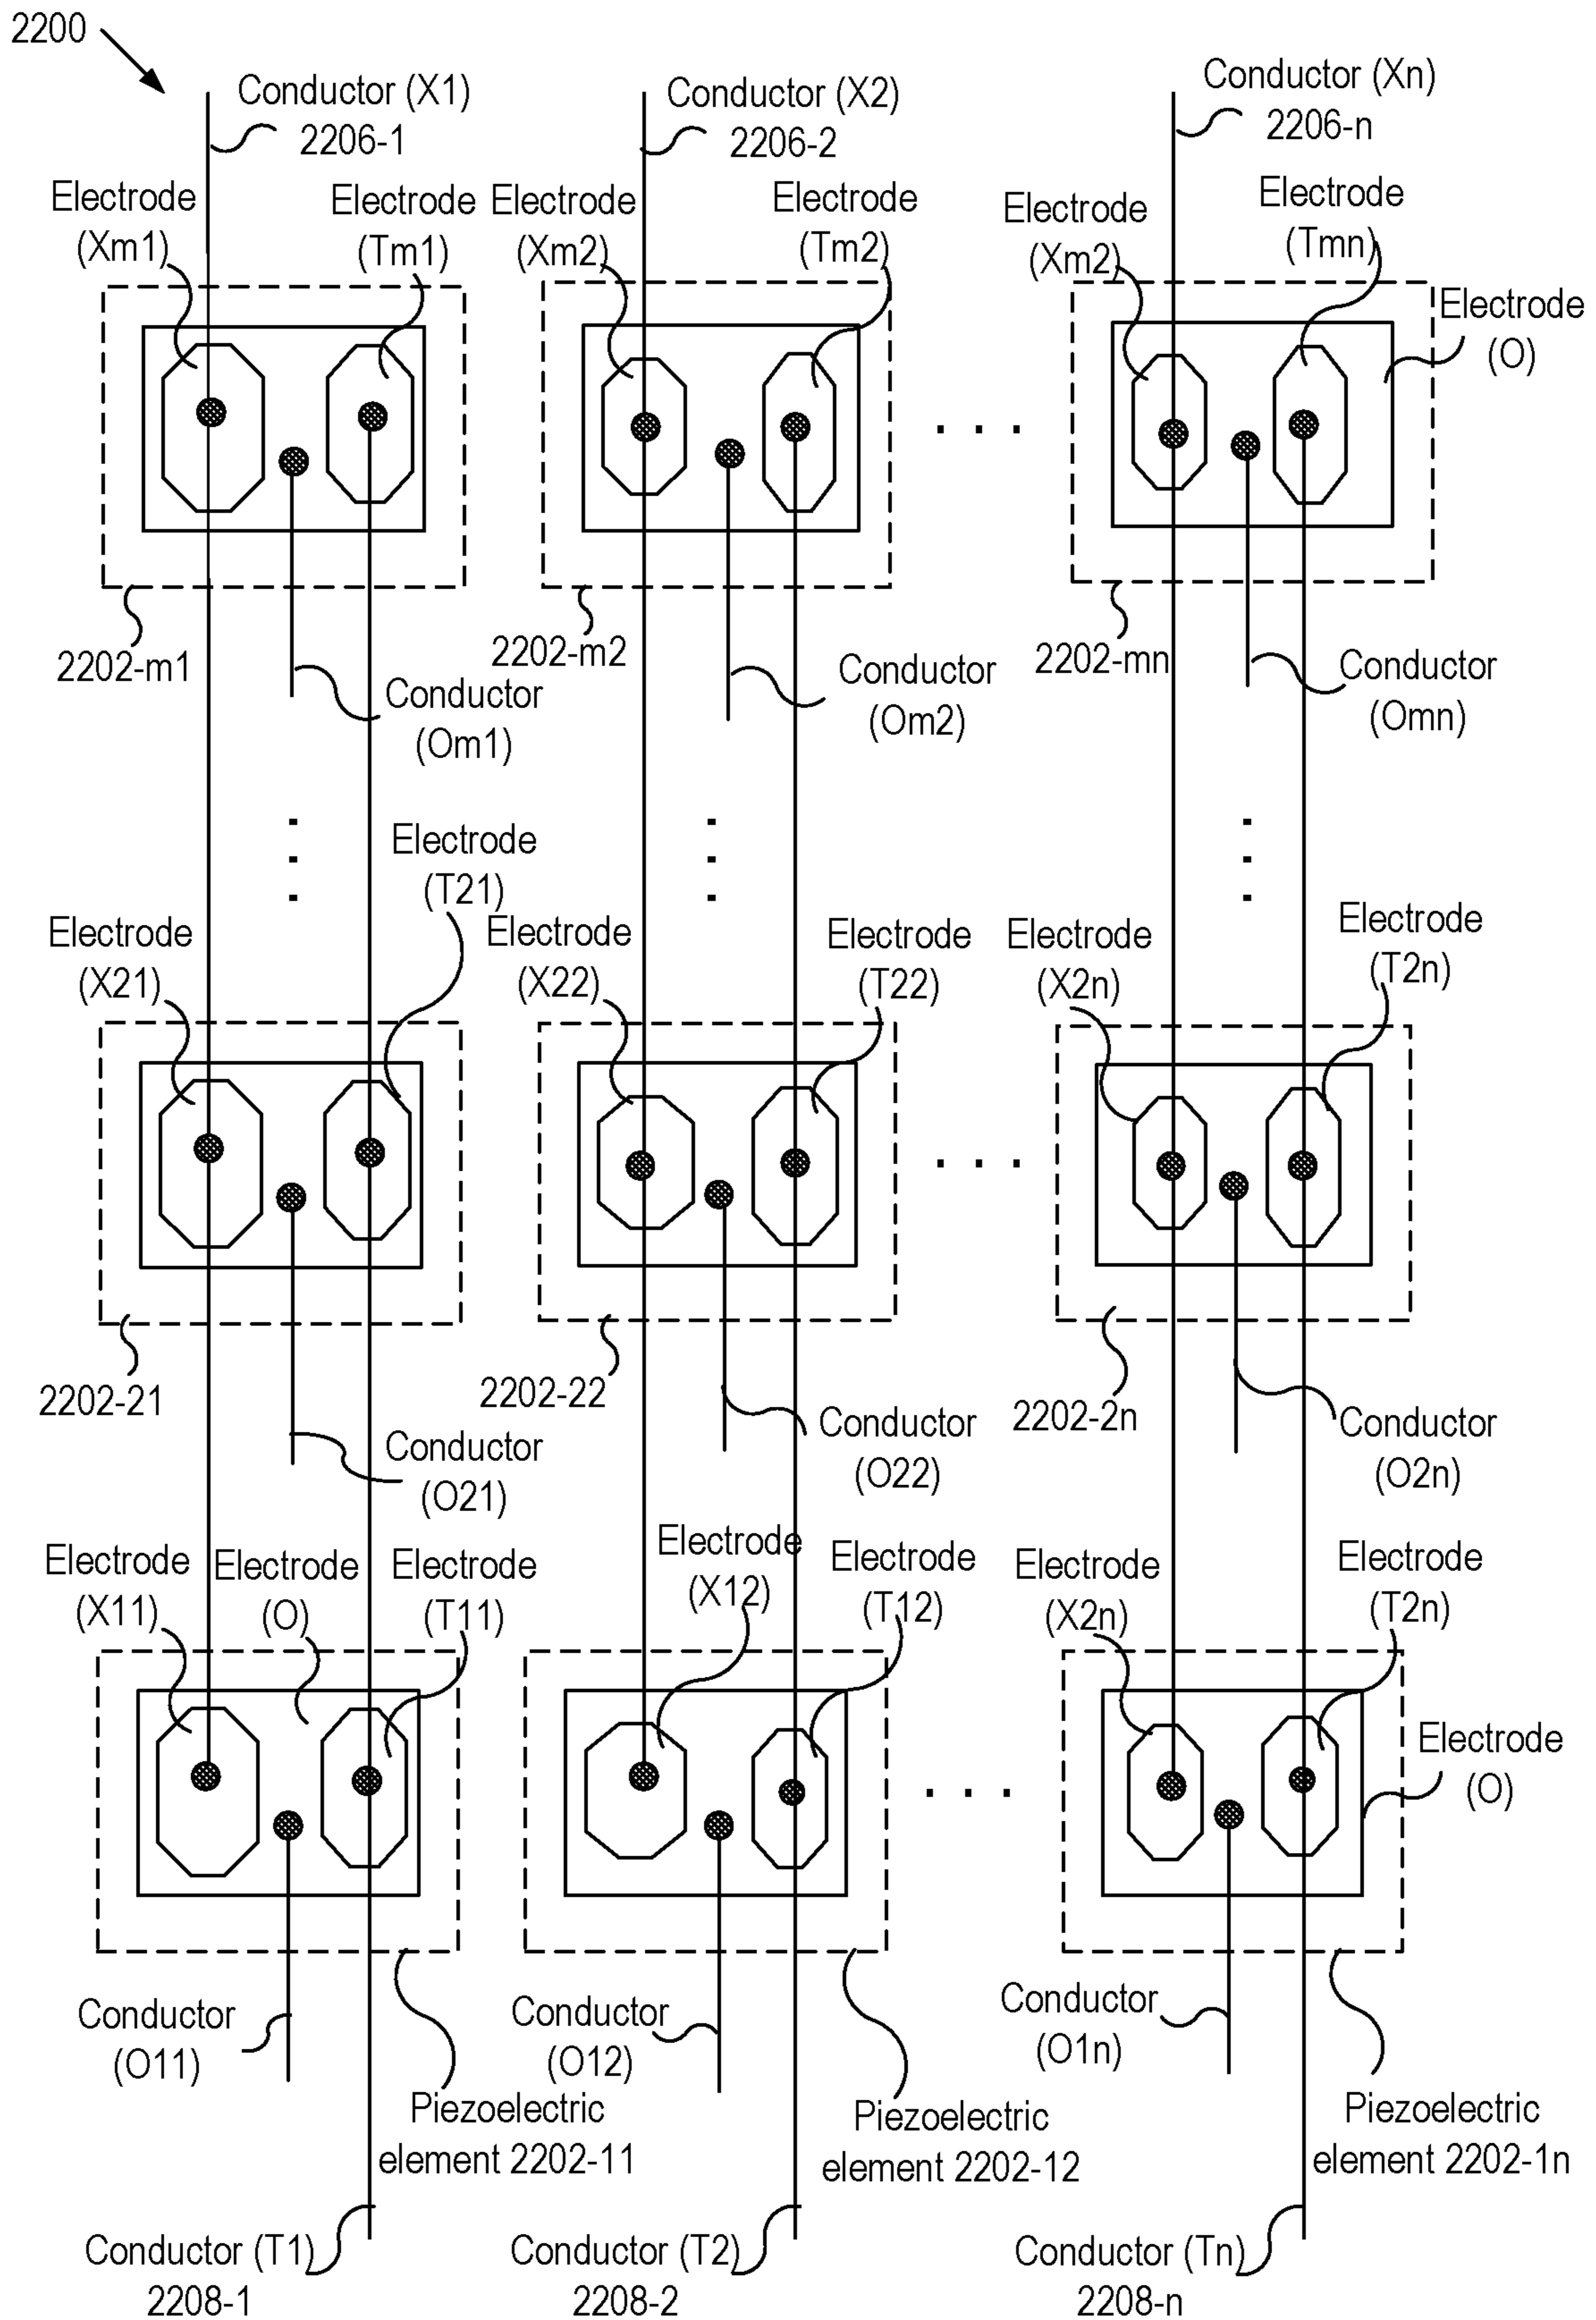 2200
Conductor (X1)
2206-1
Conductor (X2)
2206-2
Conductor (Xn)
2206-n
Electrode
(Xm1)
Electrode
(Tm1)
Electrode
(Xm2)
Electrode
(Tm2)
Electrode
(Xm2)
Electrode
(Tmn)
Electrode
(O)
2202-m1
2202-m2
2202-mn
Conductor
(Om1)
Conductor
(Om2)
Conductor
(Omn)
Electrode
(X21)
Electrode
(T21)
Electrode
(X22)
Electrode
(T22)
Electrode
(X2n)
Electrode
(T2n)
2202-21
2202-22
2202-2n
Conductor
(O21)
Conductor
(O22)
Conductor
(O2n)
Electrode
(X11)
Electrode
(O)
Electrode
(T11)
Electrode
(X12)
Electrode
(T12)
Electrode
(X2n)
Electrode
(T2n)
Electrode
(O)
Conductor
(O11)
Conductor
(O12)
Conductor
(O1n)
Piezoelectric
element 2202-11
Piezoelectric
element 2202-12
Piezoelectric
element 2202-1n
Conductor (T1)
2208-1
Conductor (T2)
2208-2
Conductor (Tn)
2208-n